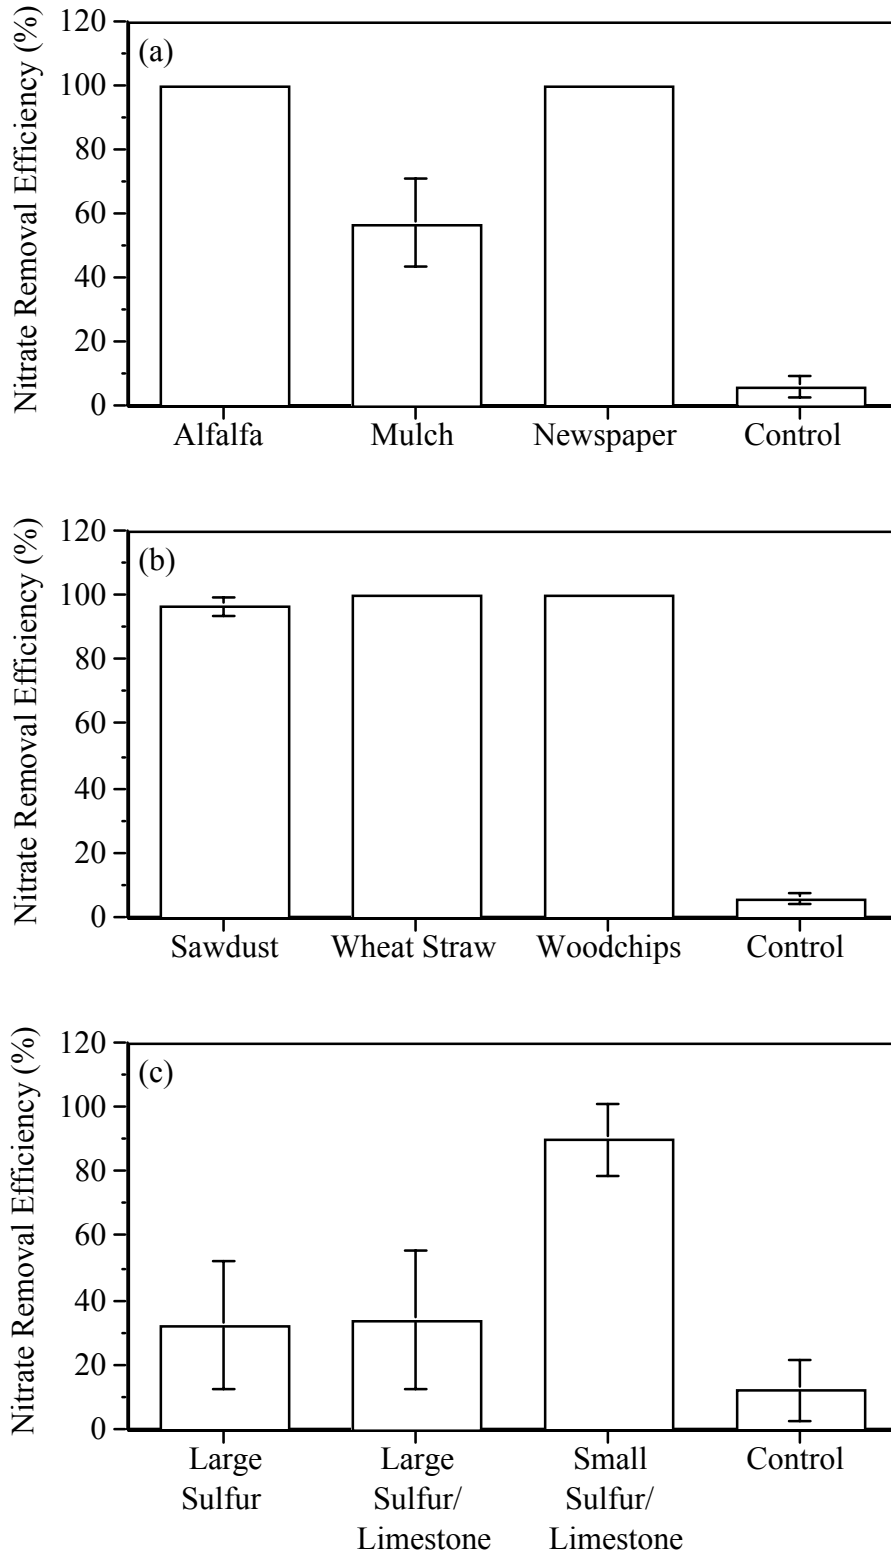 Nitrate Removal Efficiency (%)
120
100
80
60
40
20
0
(a)
Alfalfa Mulch Newspaper Control
Nitrate Removal Efficiency (%)
120
100
80
60
40
20
0
(b)
Sawdust Wheat Straw Woodchips Control
Nitrate Removal Efficiency (%)
120
100
80
60
40
20
0
(c)
Large Large Small Control
Sulfur Sulfur/ Sulfur/
Limestone Limestone